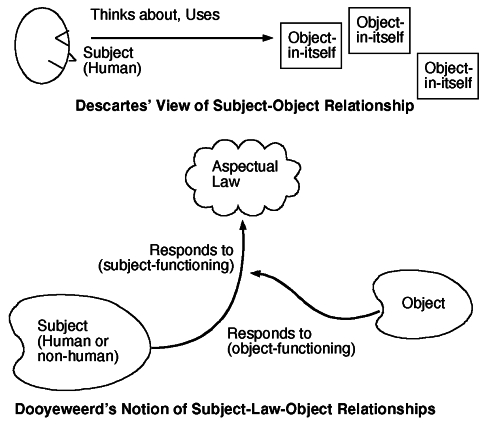 Thinks about, Uses
Subject
(Human)
Object-
in-itself
Object-
in-itself
Object-
in-itself
Descartes' View of Subject-Object Relationship
Aspectual
Law
Responds to
(subject-functioning)
Subject
(Human or
non-human)
Responds to
(object-functioning)
Object
Dooyeweerd's Notion of Subject-Law-Object Relationships